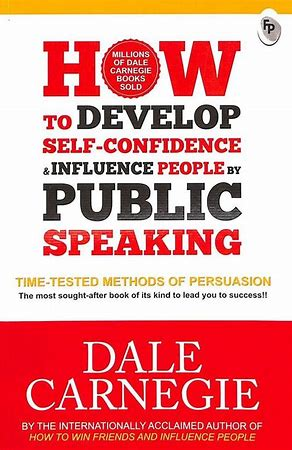 FP
HOW
MILLIONS
OF DALE
CARNEGIE
BOOKS
SOLD
TO DEVELOP
SELF-CONFIDENCE
& INFLUENCE PEOPLE BY
PUBLIC
SPEAKING
TIME-TESTED METHODS OF PERSUASION
The most sought-after book of its kind to lead you to success!!
DALE
CARNEGIE
BY THE INTERNATIONALLY ACCLAIMED AUTHOR OF
HOW TO WIN FRIENDS AND INFLUENCE PEOPLE